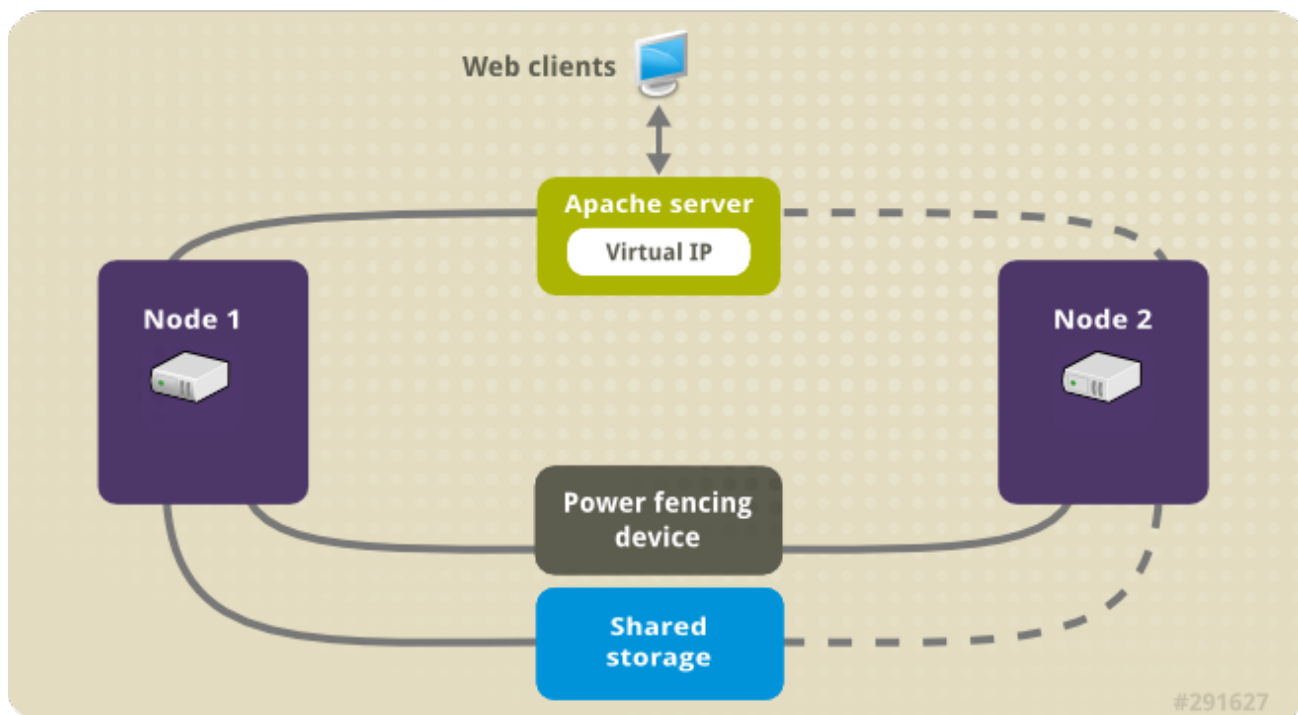 Web clients
Apache server
Virtual IP
Node 1
Node 2
Power fencing
device
Shared
storage
#291627